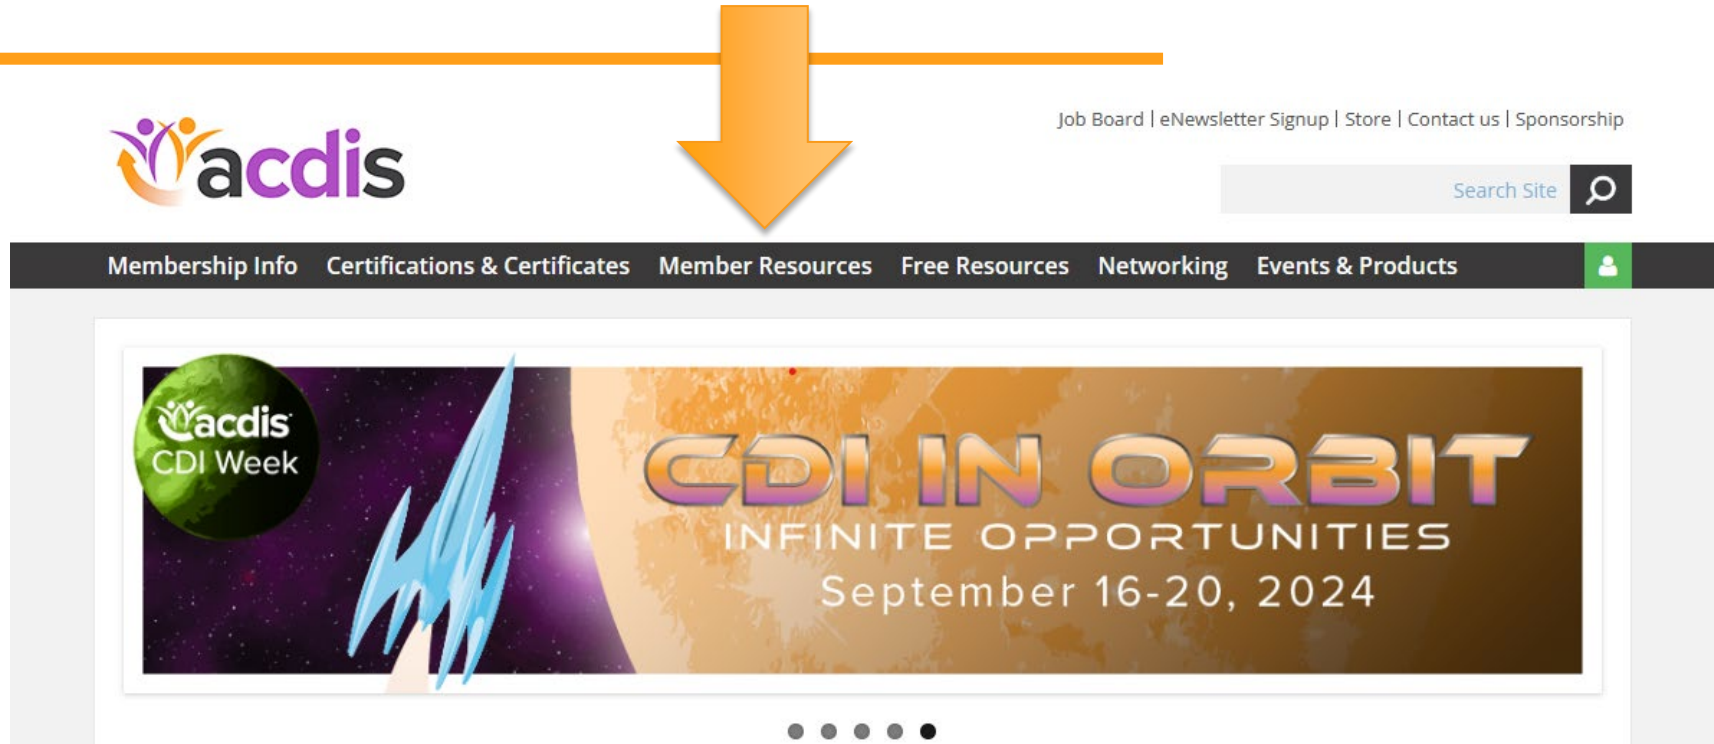 Job Board | eNewsletter Signup | Store | Contact us | Sponsorship
acdis
Search Site
Membership Info Certifications & Certificates Member Resources Free Resources Networking Events & Products
acdis
CDI Week
CDI IN ORBIT
INFINITE OPPORTUNITIES
September 16-20, 2024